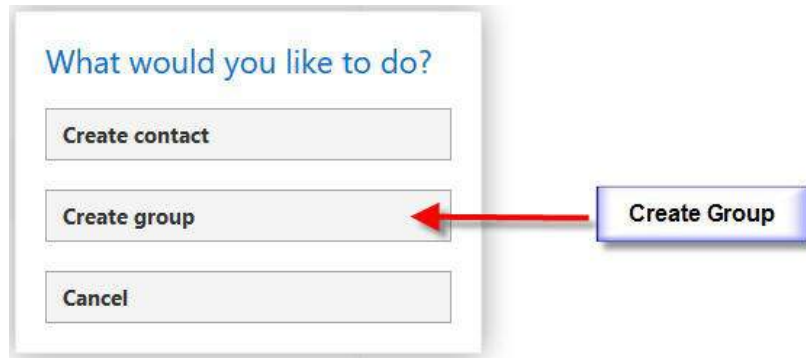 What would you like to do?
Create contact
Create group
Create Group
Cancel